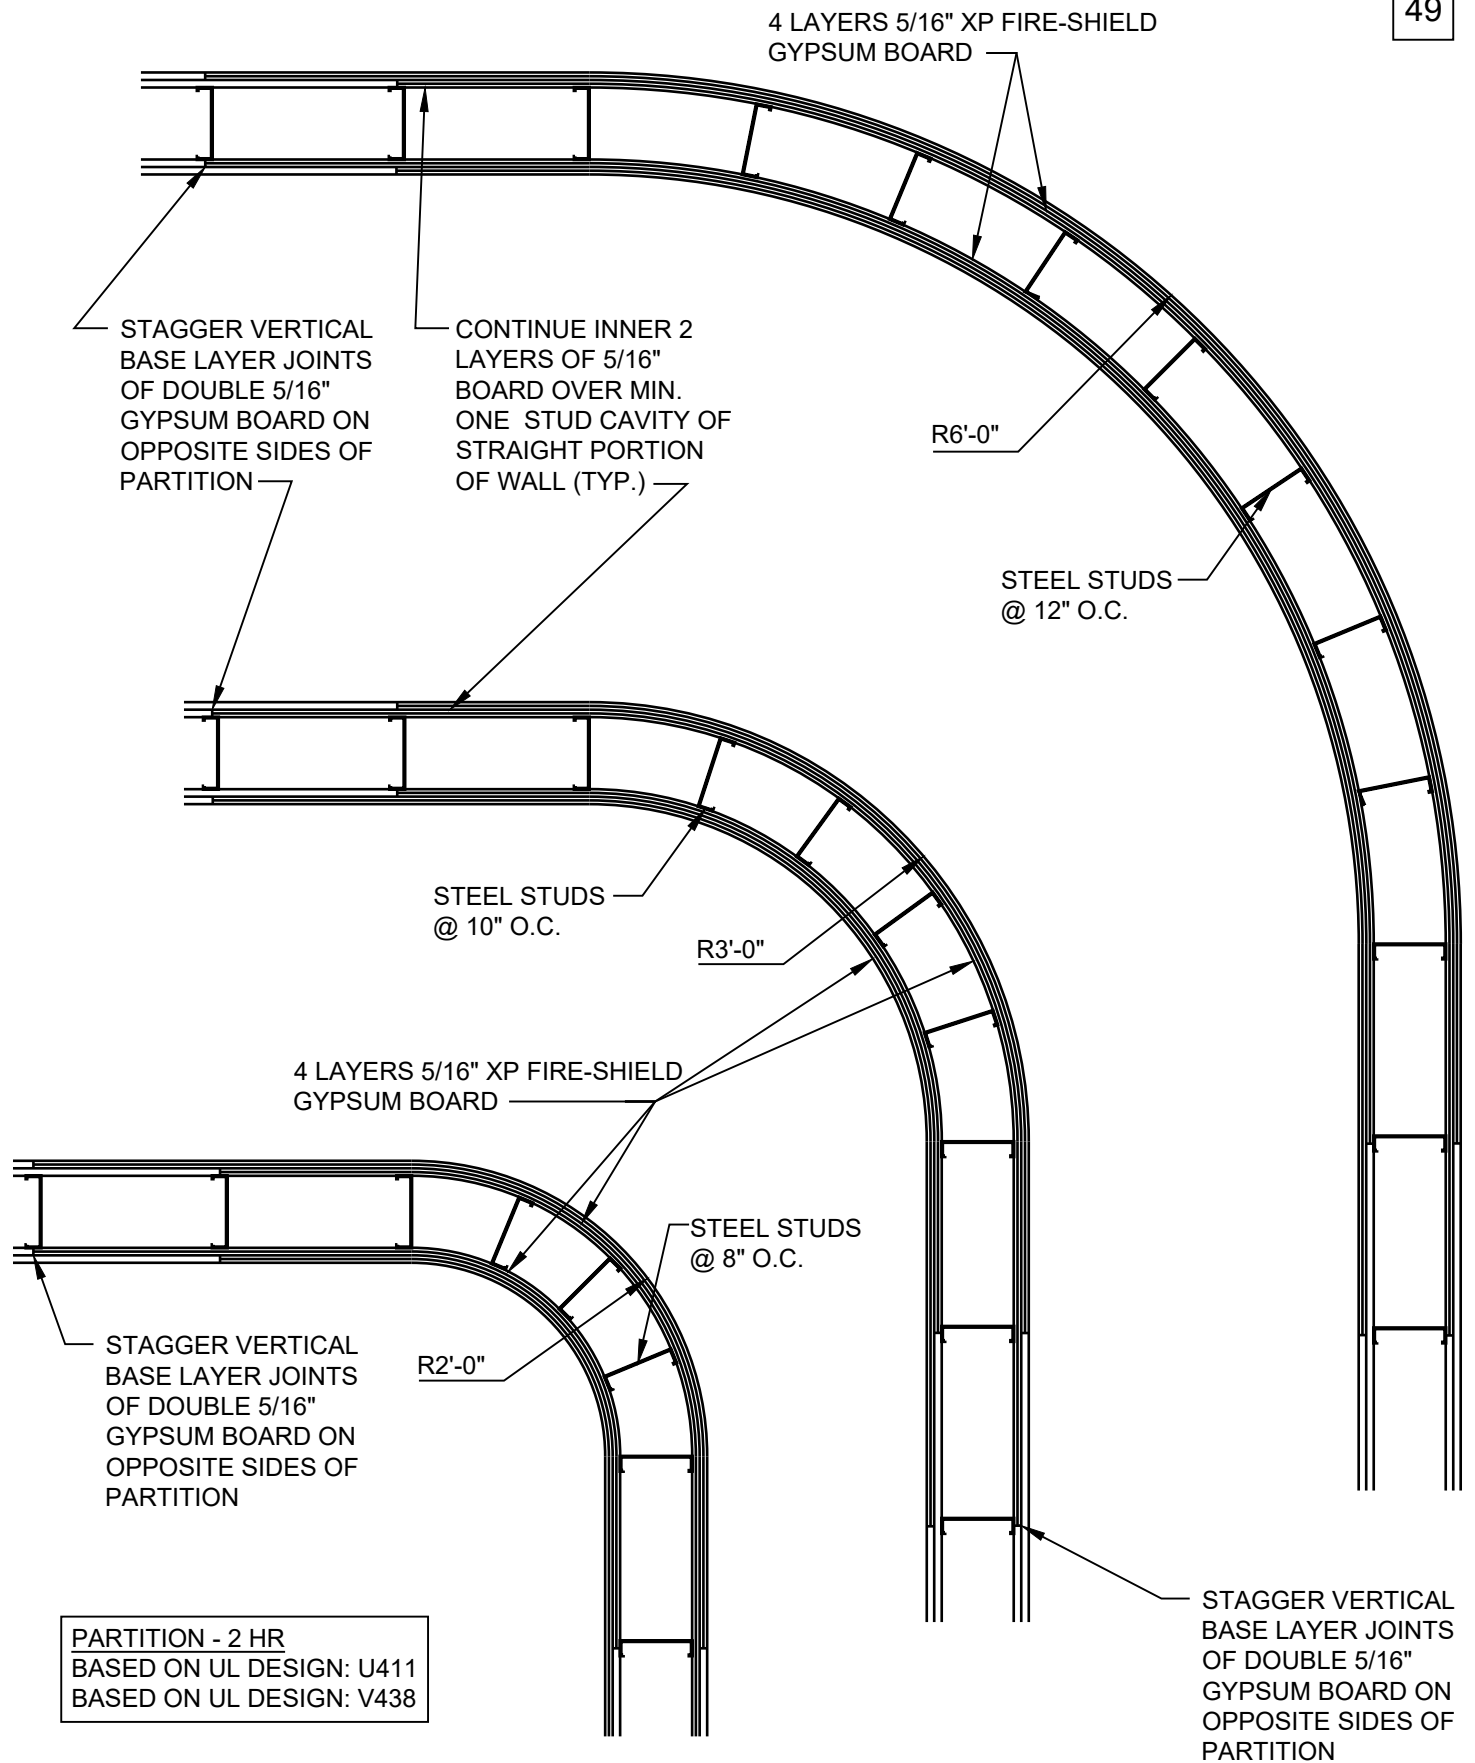 49
4 LAYERS 5/16" XP FIRE-SHIELD
GYPSUM BOARD
STAGGER VERTICAL
BASE LAYER JOINTS
OF DOUBLE 5/16"
GYPSUM BOARD ON
OPPOSITE SIDES OF
PARTITION
CONTINUE INNER 2
LAYERS OF 5/16"
BOARD OVER MIN.
ONE STUD CAVITY OF
STRAIGHT PORTION
OF WALL (TYP.)
R6'-0"
STEEL STUDS
@ 12" O.C.
STEEL STUDS
@ 10" O.C.
R3'-0"
4 LAYERS 5/16" XP FIRE-SHIELD
GYPSUM BOARD
STEEL STUDS
@ 8" O.C.
R2'-0"
STAGGER VERTICAL
BASE LAYER JOINTS
OF DOUBLE 5/16"
GYPSUM BOARD ON
OPPOSITE SIDES OF
PARTITION
PARTITION - 2 HR
BASED ON UL DESIGN: U411
BASED ON UL DESIGN: V438
STAGGER VERTICAL
BASE LAYER JOINTS
OF DOUBLE 5/16"
GYPSUM BOARD ON
OPPOSITE SIDES OF
PARTITION